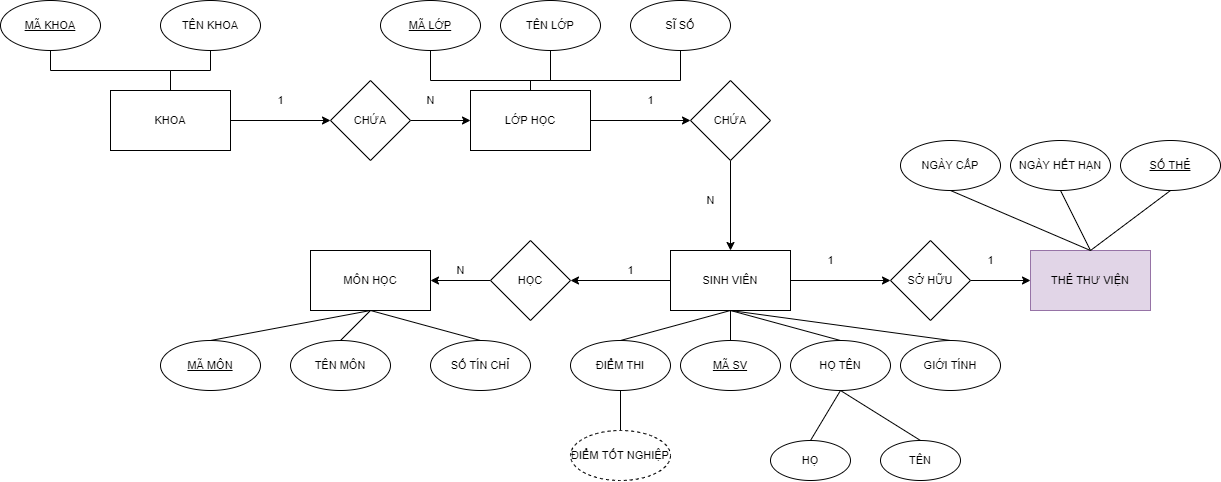 MÃ KHOA
TÊN KHOA
MÃ LỚP
TÊN LỚP
SĨ SỐ
KHOA
1
CHỨA
N
LỚP HỌC
1
CHỨA
N
NGÀY CẤP
NGÀY HẾT HẠN
SỐ THẺ
MÔN HỌC
N
HỌC
1
SINH VIÊN
1
SỞ HỮU
1
THẺ THƯ VIỆN
MÃ MÔN
TÊN MÔN
SỐ TÍN CHỈ
ĐIỂM THI
MÃ SV
HỌ TÊN
GIỚI TÍNH
ĐIỂM TỐT NGHIỆP
HỌ
TÊN